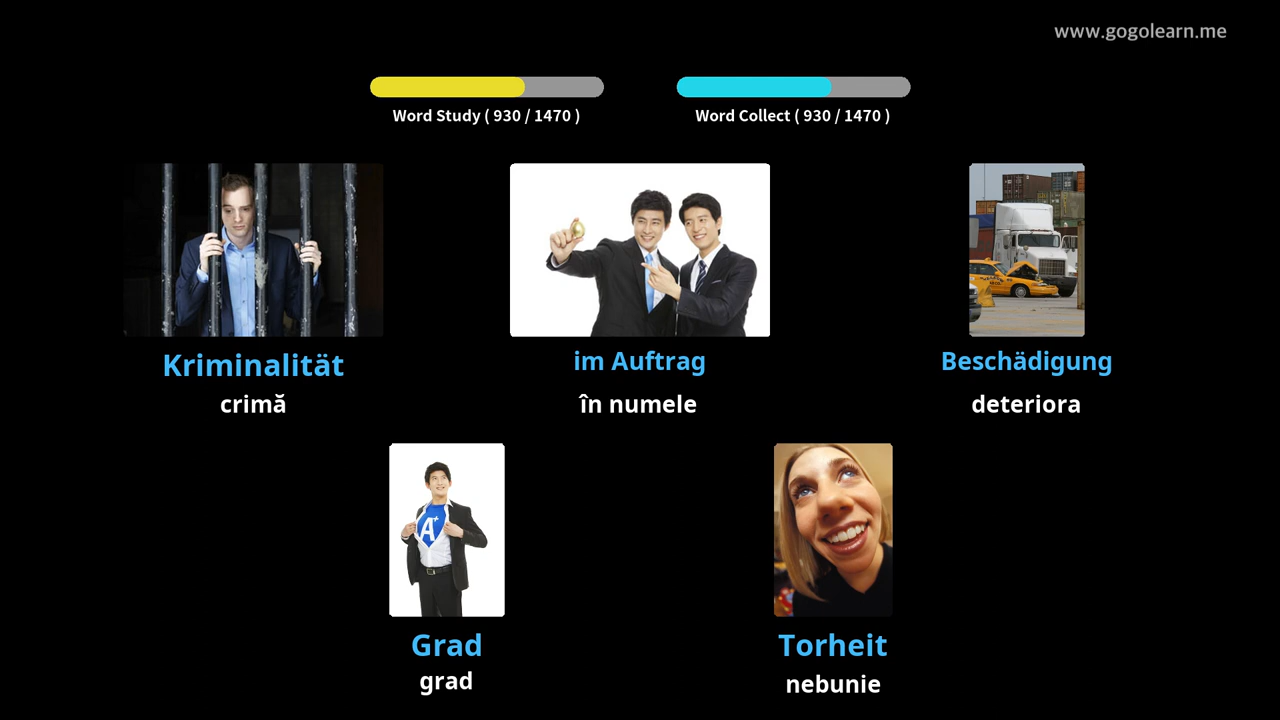 www.gogolearn.me
Word Study ( 930 / 1470 )
Word Collect ( 930 / 1470 )
Kriminalität
crimă
im Auftrag
în numele
Beschädigung
deteriora
A+
Grad
grad
Torheit
nebunie